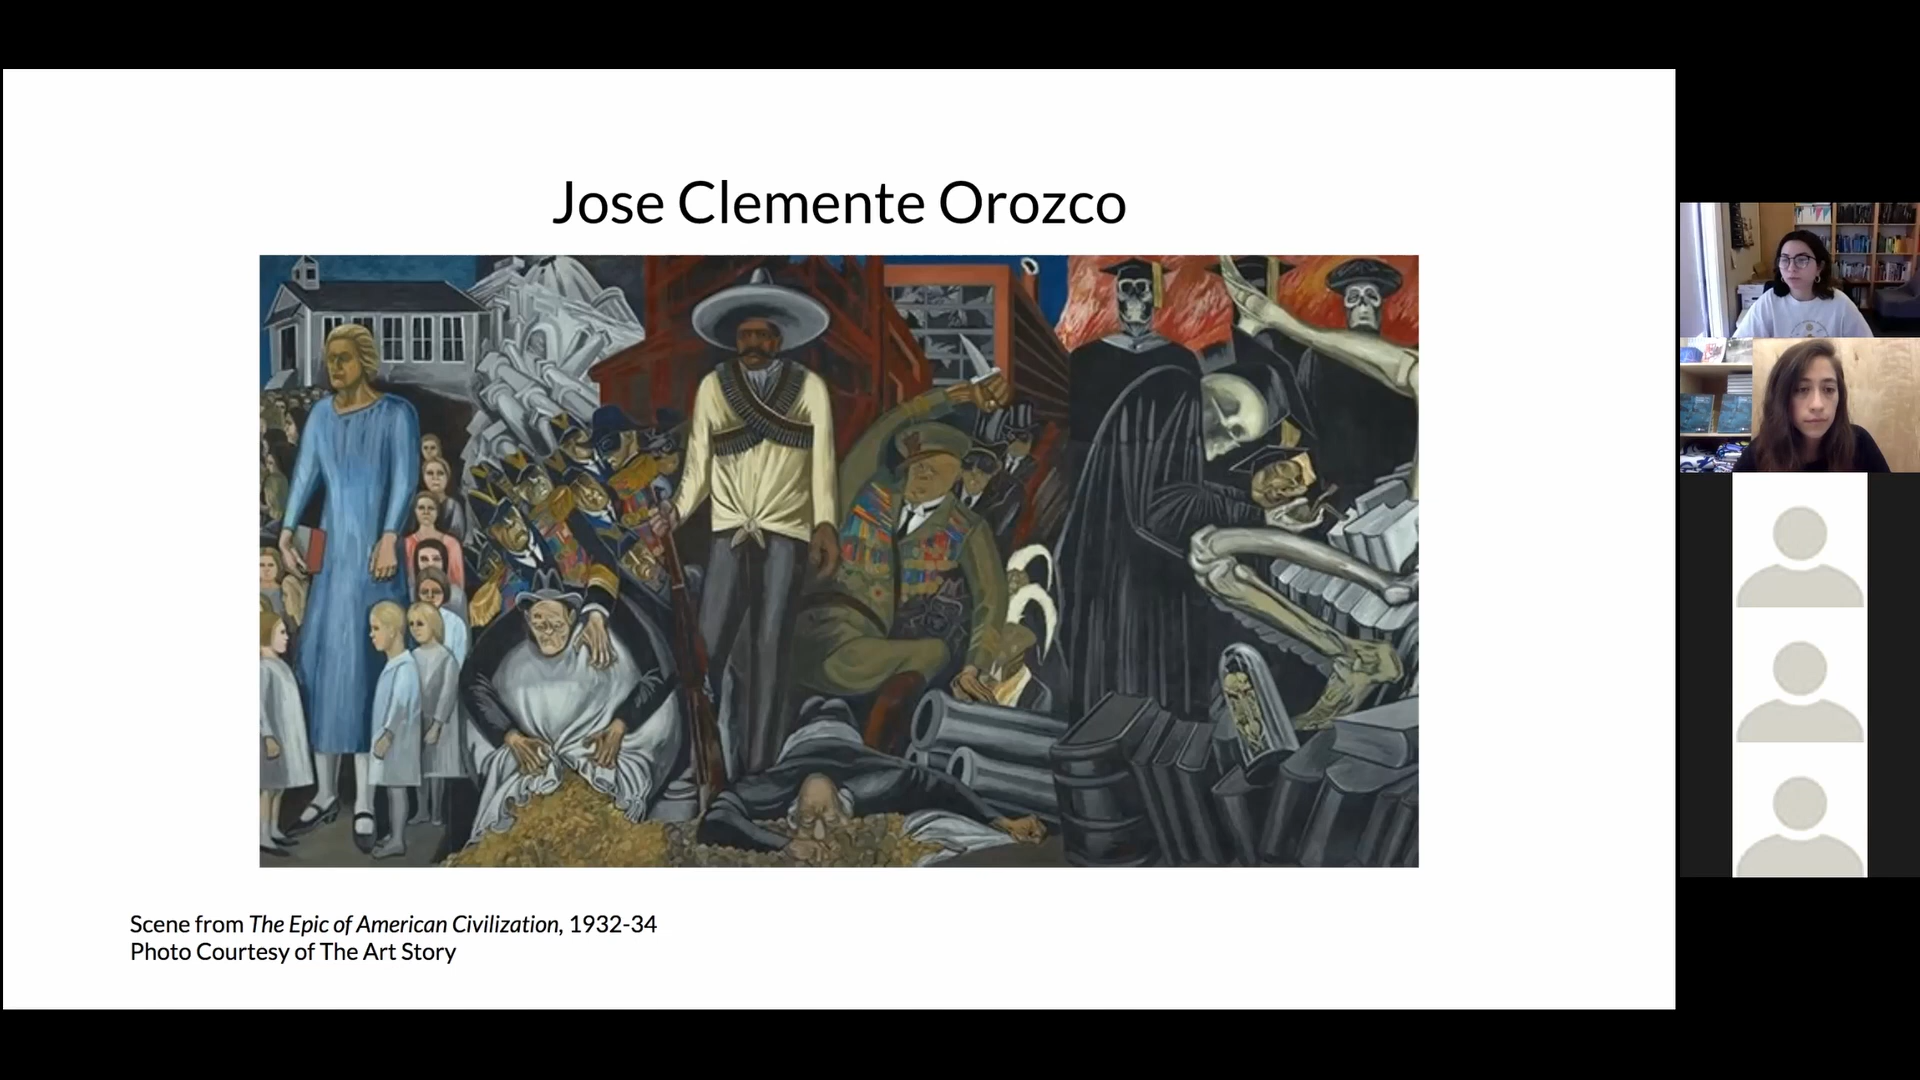 Jose Clemente Orozco
Scene from The Epic of American Civilization, 1932-34
Photo Courtesy of The Art Story